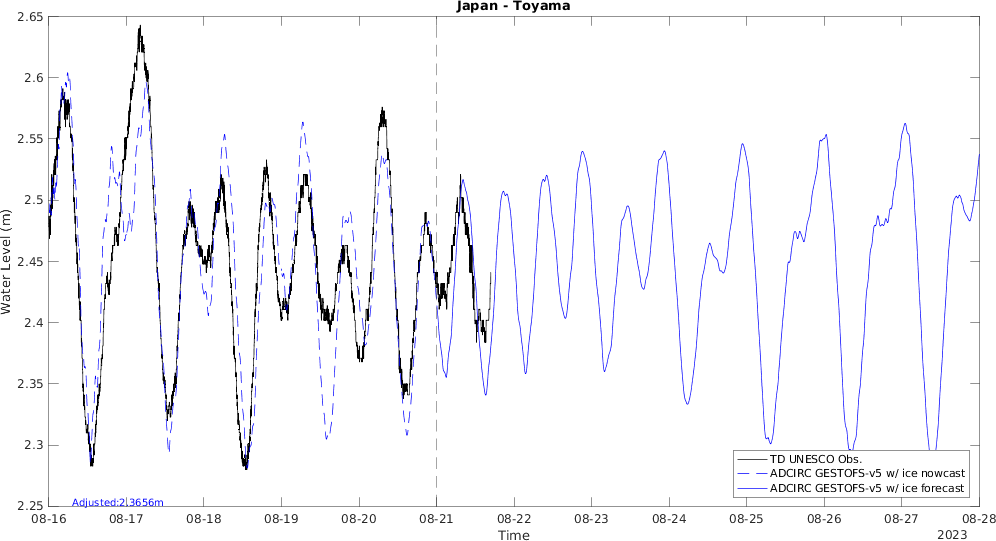 Japan - Toyama
2.65
2.6
2.55
2.5
2.45
2.4
2.35
2.3
2.25
Water Level (m)
TD UNESCO Obs.
ADCIRC GESTOFS-v5 w/ ice nowcast
ADCIRC GESTOFS-v5 w/ ice forecast
Adjusted:2.3656m
08-16 08-17 08-18 08-19 08-20 08-21 08-22 08-23 08-24 08-25 08-26 08-27 08-28
Time
2023